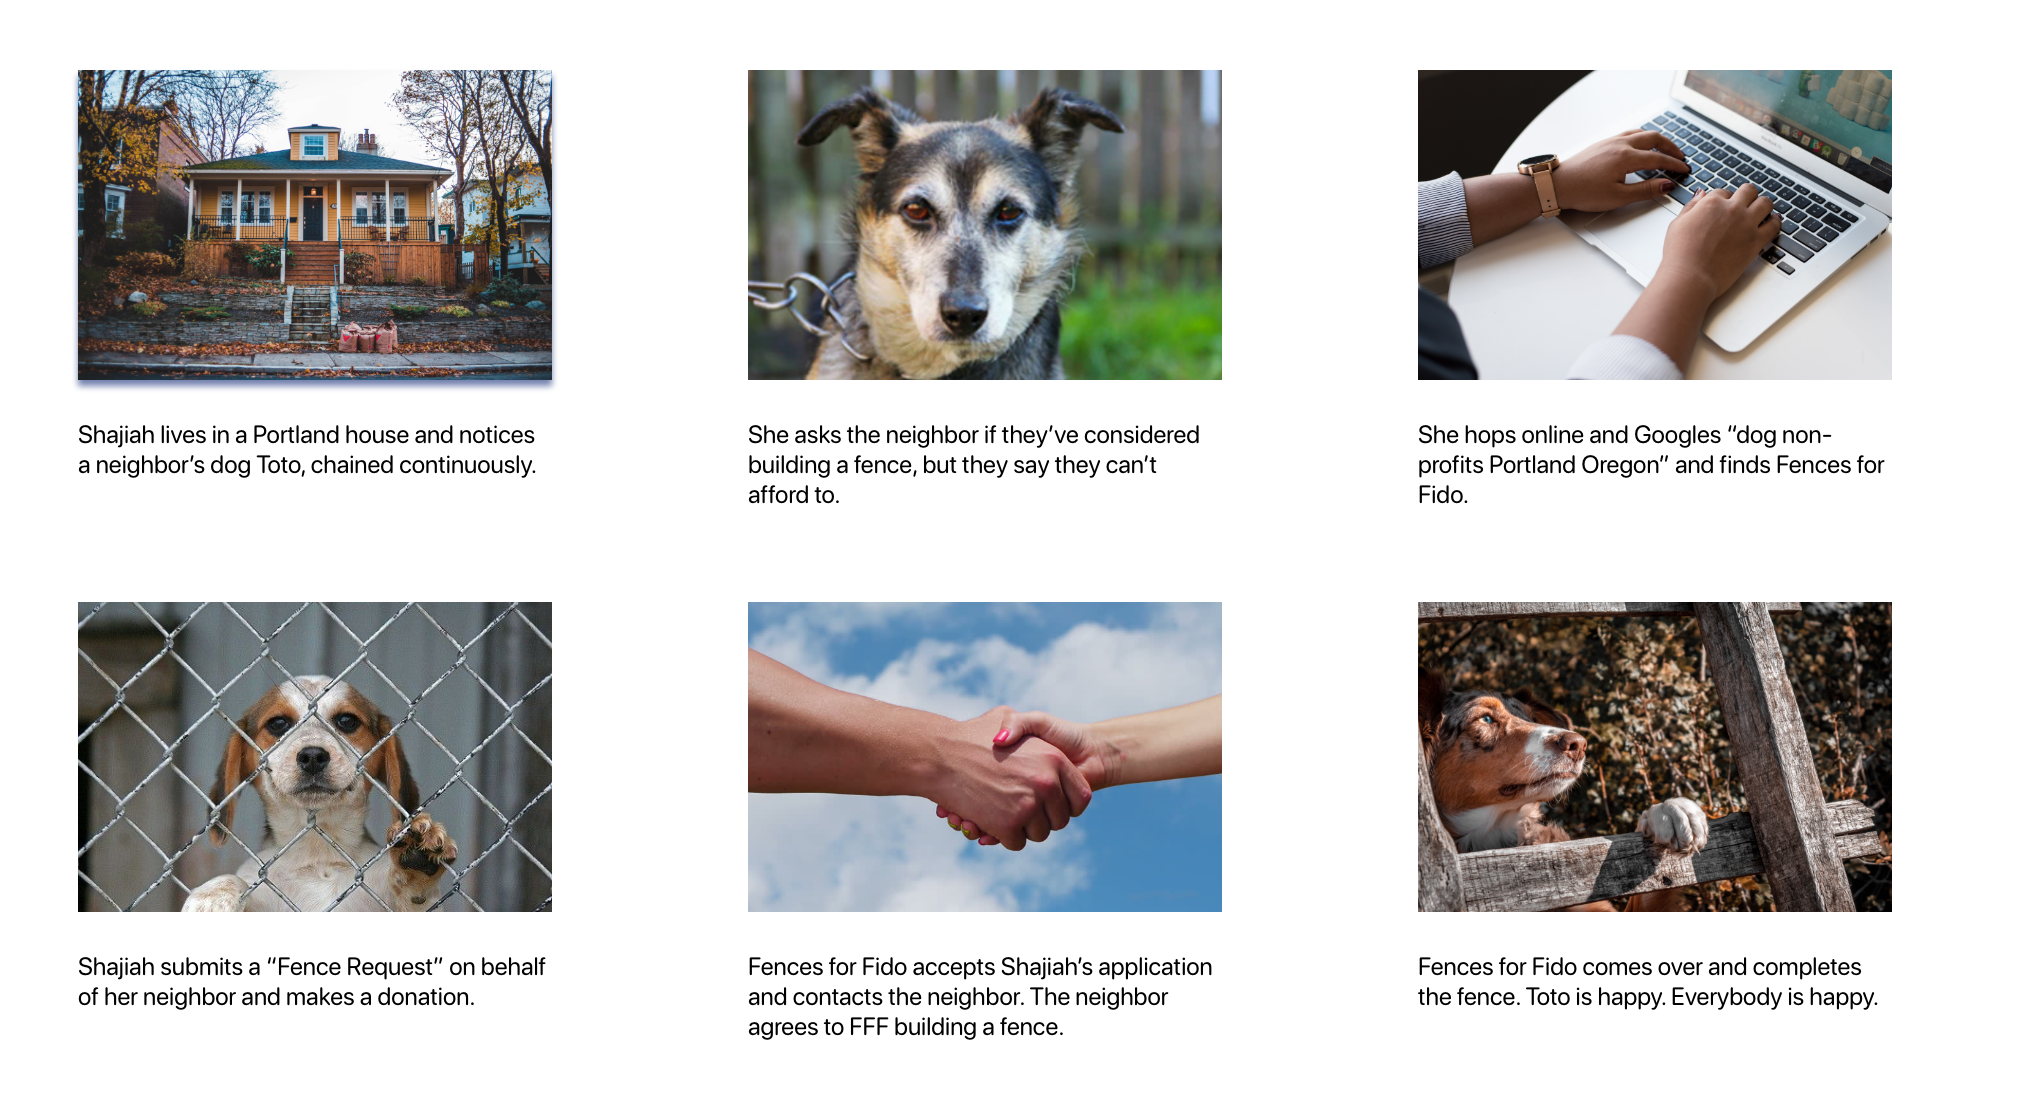 Shajiah lives in a Portland house and notices
a neighbor’s dog Toto, chained continuously.
She asks the neighbor if they’ve considered
building a fence, but they say they can’t
afford to.
She hops online and Googles “dog non-
profits Portland Oregon” and finds Fences for
Fido.
Shajiah submits a “Fence Request” on behalf
of her neighbor and makes a donation.
Fences for Fido accepts Shajiah’s application
and contacts the neighbor. The neighbor
agrees to FFF building a fence.
Fences for Fido comes over and completes
the fence. Toto is happy. Everybody is happy.